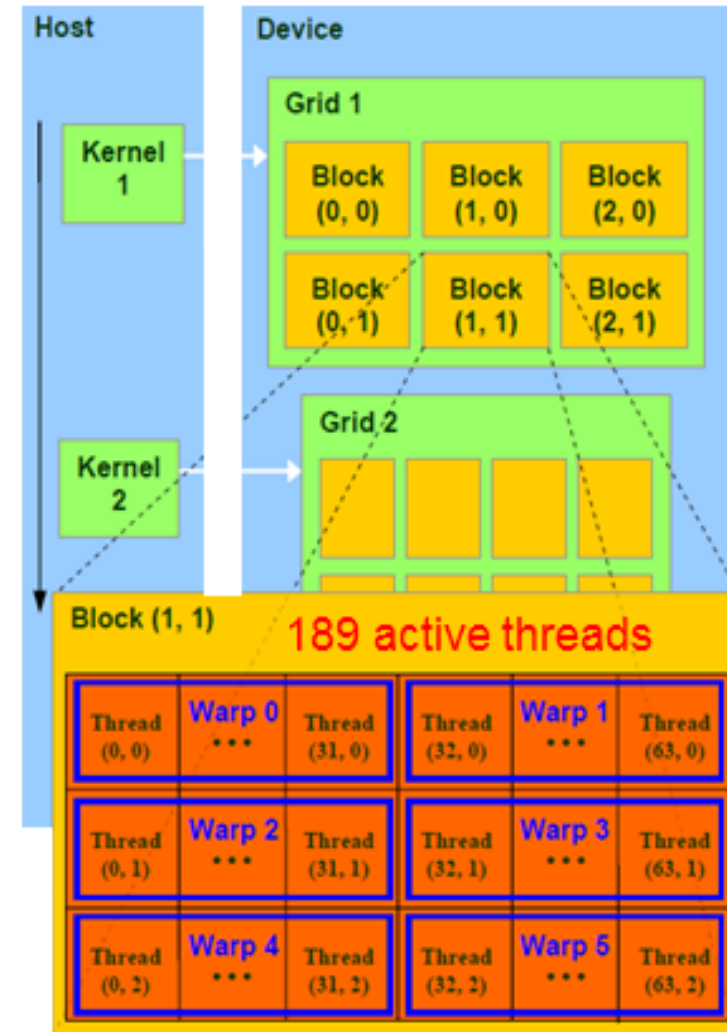 Host
Device
Grid 1
Kernel
1
Block
(0, 0)
Block
(1, 0)
Block
(2, 0)
Block
(0, 1)
Block
(1, 1)
Block
(2, 1)
Grid 2
Kernel
2
Block (1, 1)
189 active threads
Thread
(0, 0)
Warp 0
•••
Thread
(31, 0)
Thread
(32, 0)
Warp 1
•••
Thread
(63, 0)
Thread
(0, 1)
Warp 2
•••
Thread
(31, 1)
Thread
(32, 1)
Warp 3
•••
Thread
(63, 1)
Thread
(0, 2)
Warp 4
•••
Thread
(31, 2)
Thread
(32, 2)
Warp 5
•••
Thread
(63, 2)